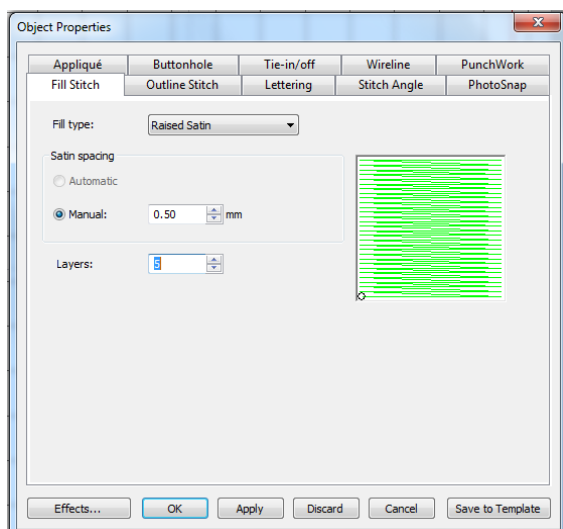 Object Properties
Appliqué Buttonhole Tie-in/off Wireline PunchWork
Fill Stitch Outline Stitch Lettering Stitch Angle PhotoSnap
Fill type: Raised Satin
Satin spacing
Automatic
Manual: 0.50 mm
Layers: 5
Effects... OK Apply Discard Cancel Save to Template